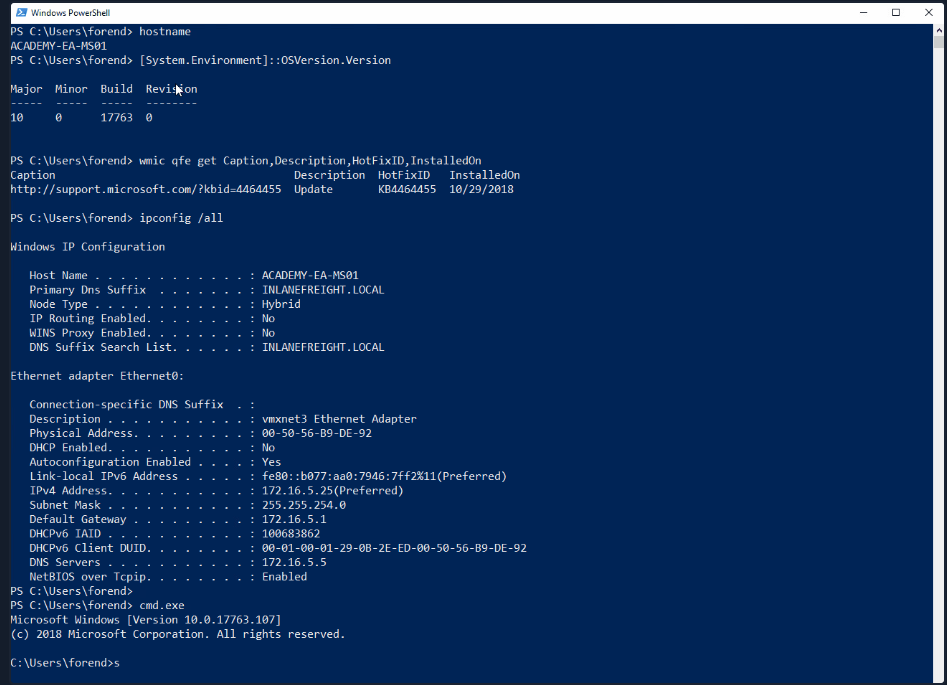 Windows PowerShell
PS C:\Users\forend> hostname
ACADEMY-EA-MS01
PS C:\Users\forend> [System.Environment]::OSVersion.Version
Major  Minor  Build  Revision
-----  -----  -----  --------
10     0      17763  0
PS C:\Users\forend> wmic qfe get Caption,Description,HotFixID,InstalledOn
Caption                                     Description  HotFixID   InstalledOn
http://support.microsoft.com/?kbid=4464455  Update       KB4464455  10/29/2018
PS C:\Users\forend> ipconfig /all
Windows IP Configuration
   Host Name . . . . . . . . . . . . : ACADEMY-EA-MS01
   Primary Dns Suffix  . . . . . . . : INLANEFREIGHT.LOCAL
   Node Type . . . . . . . . . . . . : Hybrid
   IP Routing Enabled. . . . . . . . : No
   WINS Proxy Enabled. . . . . . . . : No
   DNS Suffix Search List. . . . . . : INLANEFREIGHT.LOCAL
Ethernet adapter Ethernet0:
   Connection-specific DNS Suffix  . :
   Description . . . . . . . . . . . : vmxnet3 Ethernet Adapter
   Physical Address. . . . . . . . . : 00-50-56-B9-DE-92
   DHCP Enabled. . . . . . . . . . . : No
   Autoconfiguration Enabled . . . . : Yes
   Link-local IPv6 Address . . . . . : fe80::b077:aa0:7946:7ff2%11(Preferred)
   IPv4 Address. . . . . . . . . . . : 172.16.5.25(Preferred)
   Subnet Mask . . . . . . . . . . . : 255.255.254.0
   Default Gateway . . . . . . . . . : 172.16.5.1
   DHCPv6 IAID . . . . . . . . . . . : 100683862
   DHCPv6 Client DUID. . . . . . . . : 00-01-00-01-29-0B-2E-ED-00-50-56-B9-DE-92
   DNS Servers . . . . . . . . . . . : 172.16.5.5
   NetBIOS over Tcpip. . . . . . . . : Enabled
PS C:\Users\forend>
PS C:\Users\forend> cmd.exe
Microsoft Windows [Version 10.0.17763.107]
(c) 2018 Microsoft Corporation. All rights reserved.
C:\Users\forend>s